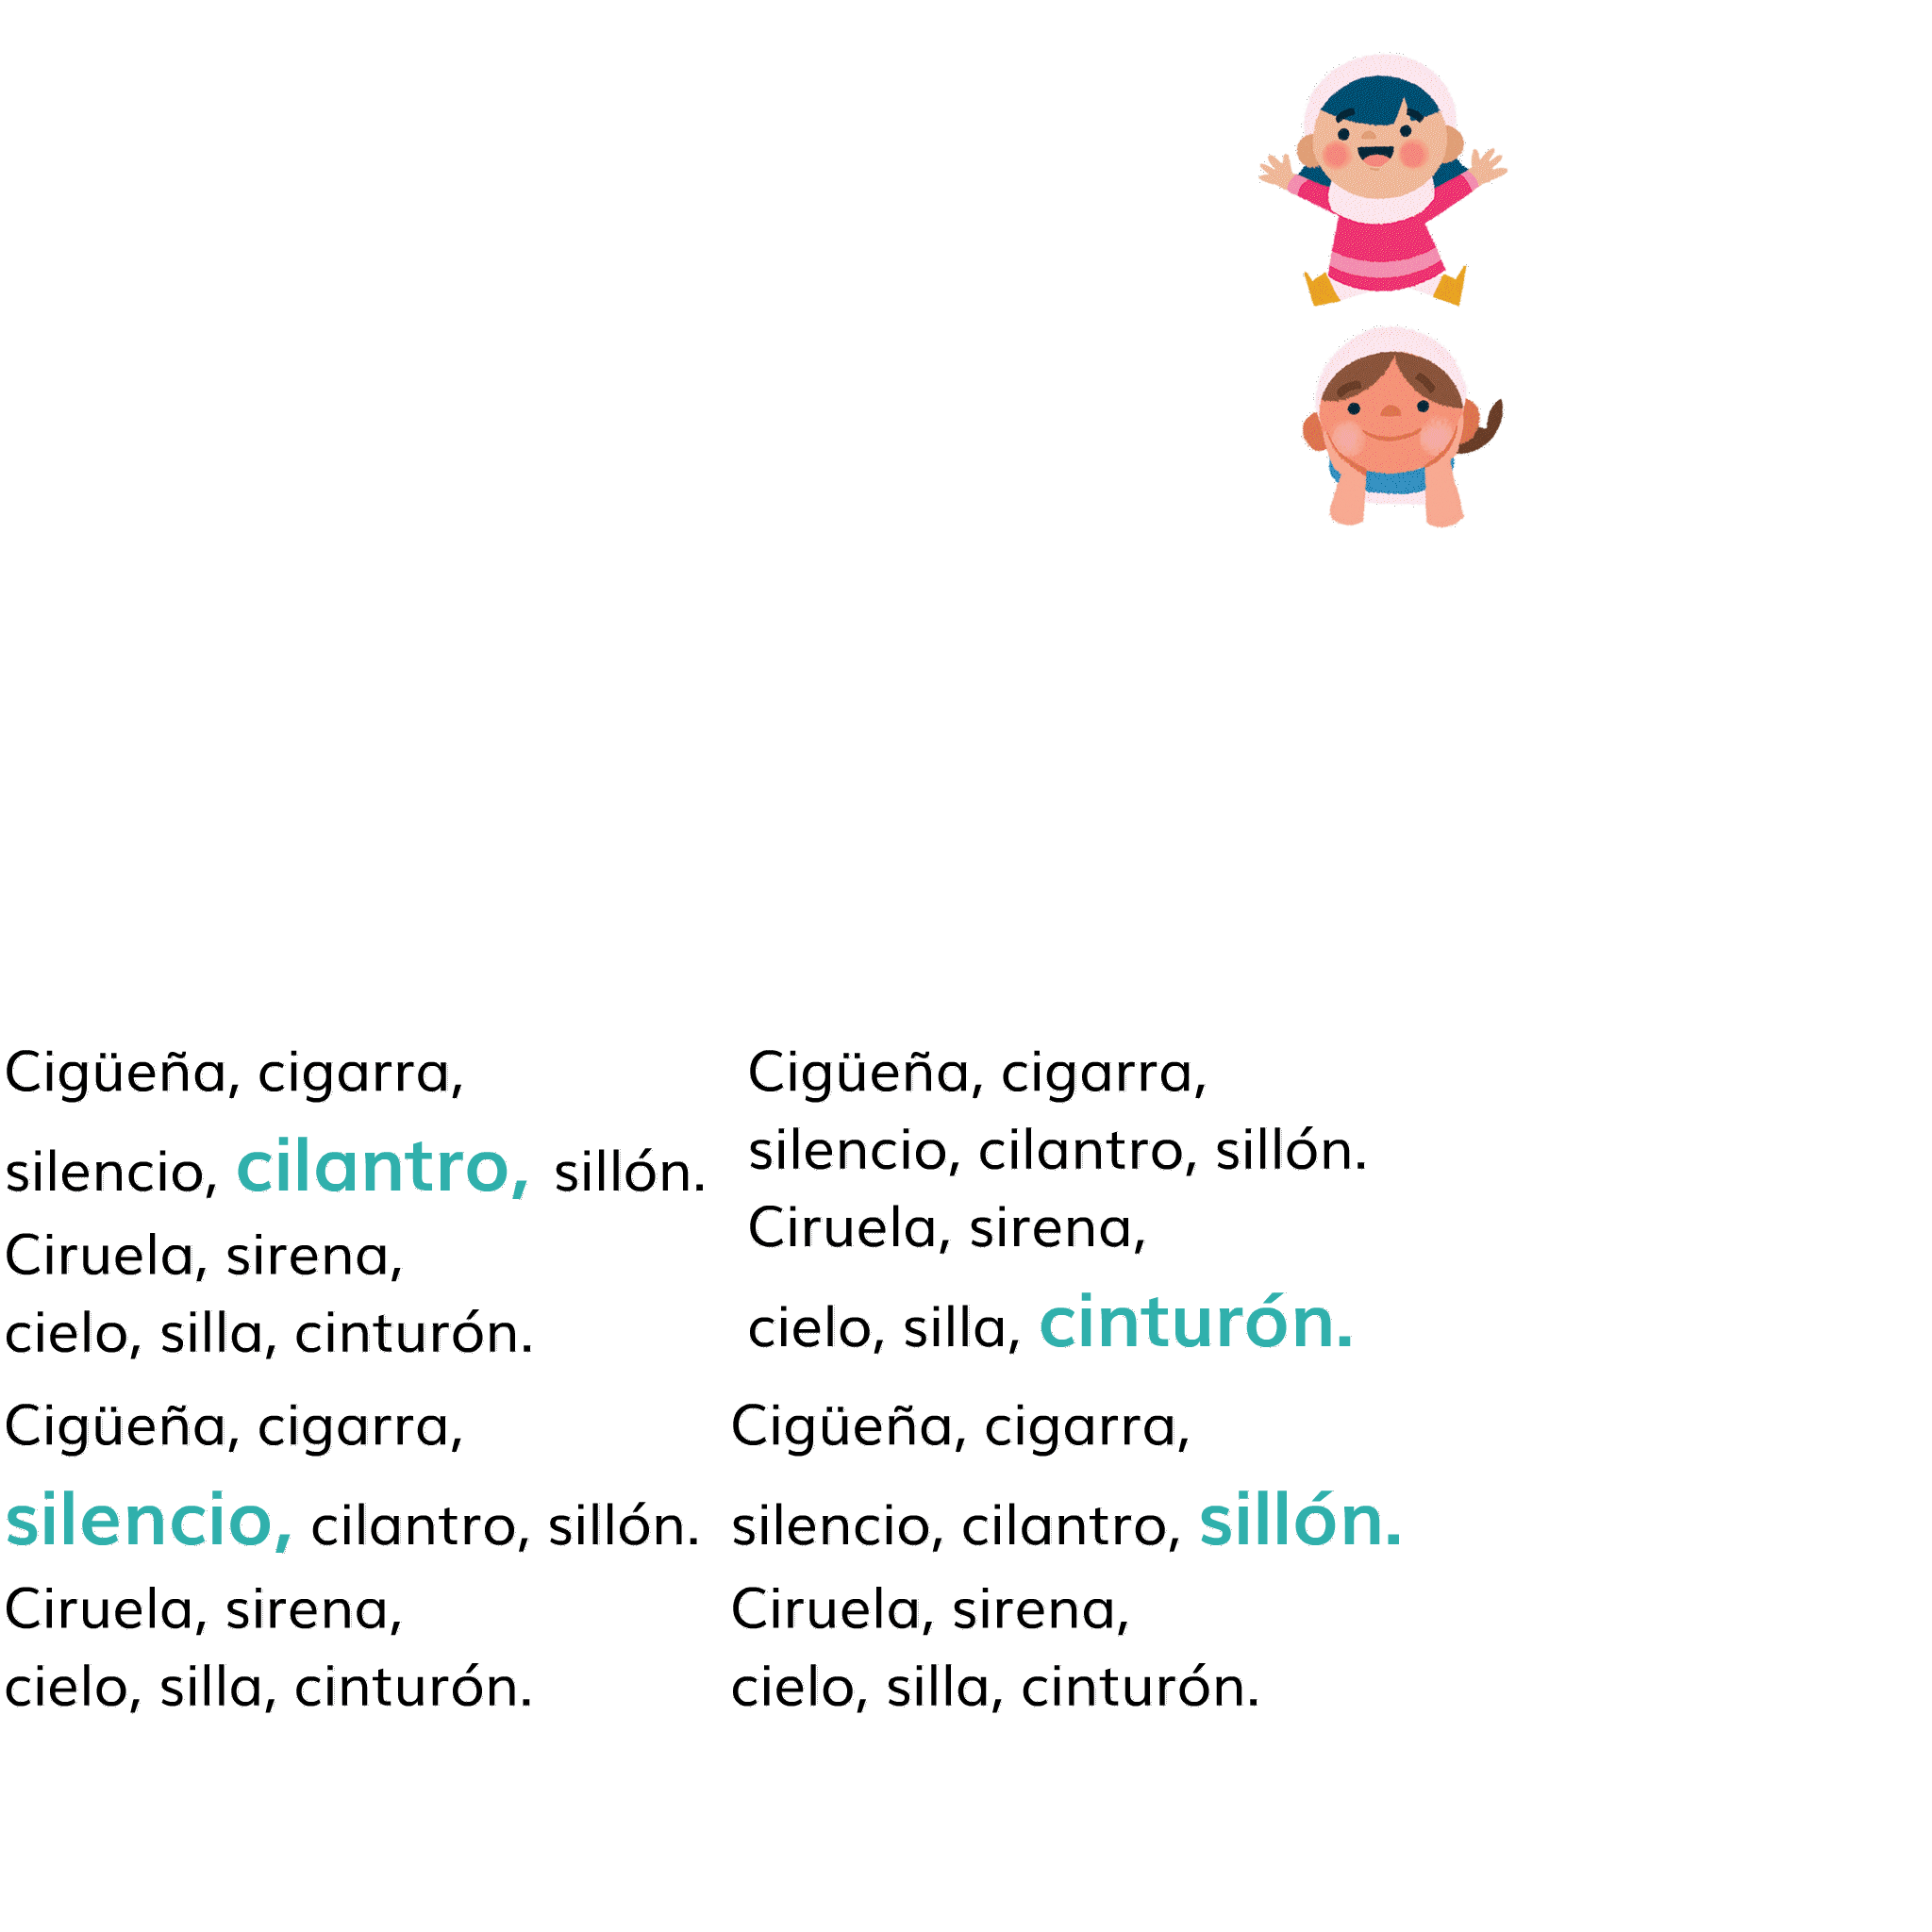 Cigüeña, cigarra,
silencio, cilantro, sillón.
Ciruela, sirena,
cielo, silla, cinturón.
Cigüeña, cigarra,
silencio, cilantro, sillón.
Ciruela, sirena,
cielo, silla, cinturón.
Cigüeña, cigarra,
silencio, cilantro, sillón.
Ciruela, sirena,
cielo, silla, cinturón.
Cigüeña, cigarra,
silencio, cilantro, sillón.
Ciruela, sirena,
cielo, silla, cinturón.